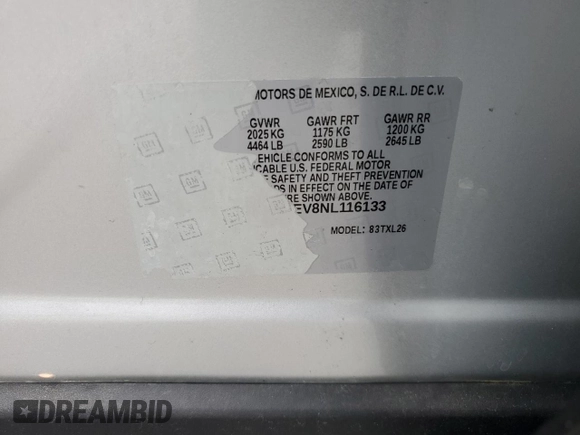 MOTORS DE MEXICO, S. DE R.L. DE C.V.
GVWR GAWR FRT GAWR RR
2025 KG 1175 KG 1200 KG
4464 LB 2590 LB 2645 LB
EHICLE CONFORMS TO ALL
ICABLE U.S. FEDERAL MOTOR
E SAFETY AND THEFT PREVENTION
DS IN EFFECT ON THE DATE OF
RE SHOWN ABOVE.
EV8NL116133
MODEL: 83TXL26
DREAMBID